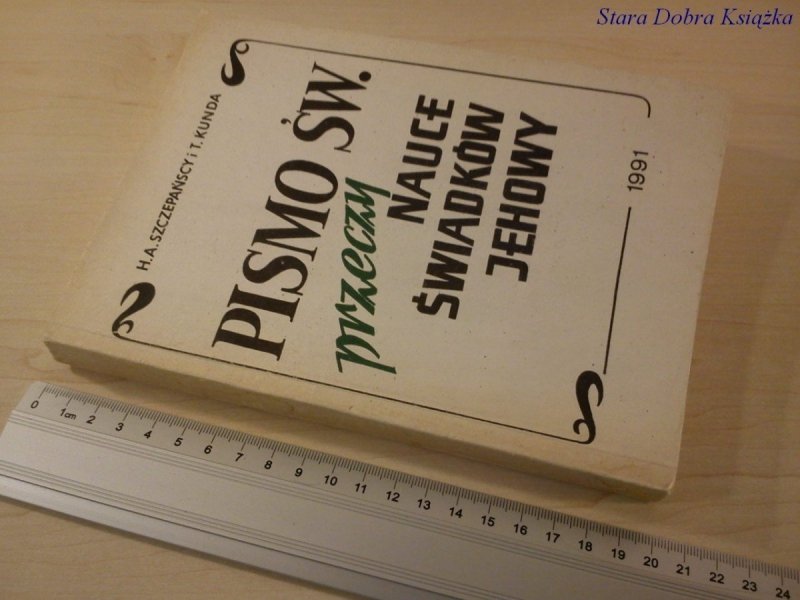 Stara Dobra Książka
H.A. SZCZEPAŃSCY i T. KUNDA
PISMO ŚW.
przeczy
NAUCE
ŚWIADKÓW
JEHOWY
1991
0 1cm 2 3 4 5 6 7 8 9 10 11 12 13 14 15 16 17 18 19 20 21 22 23 24